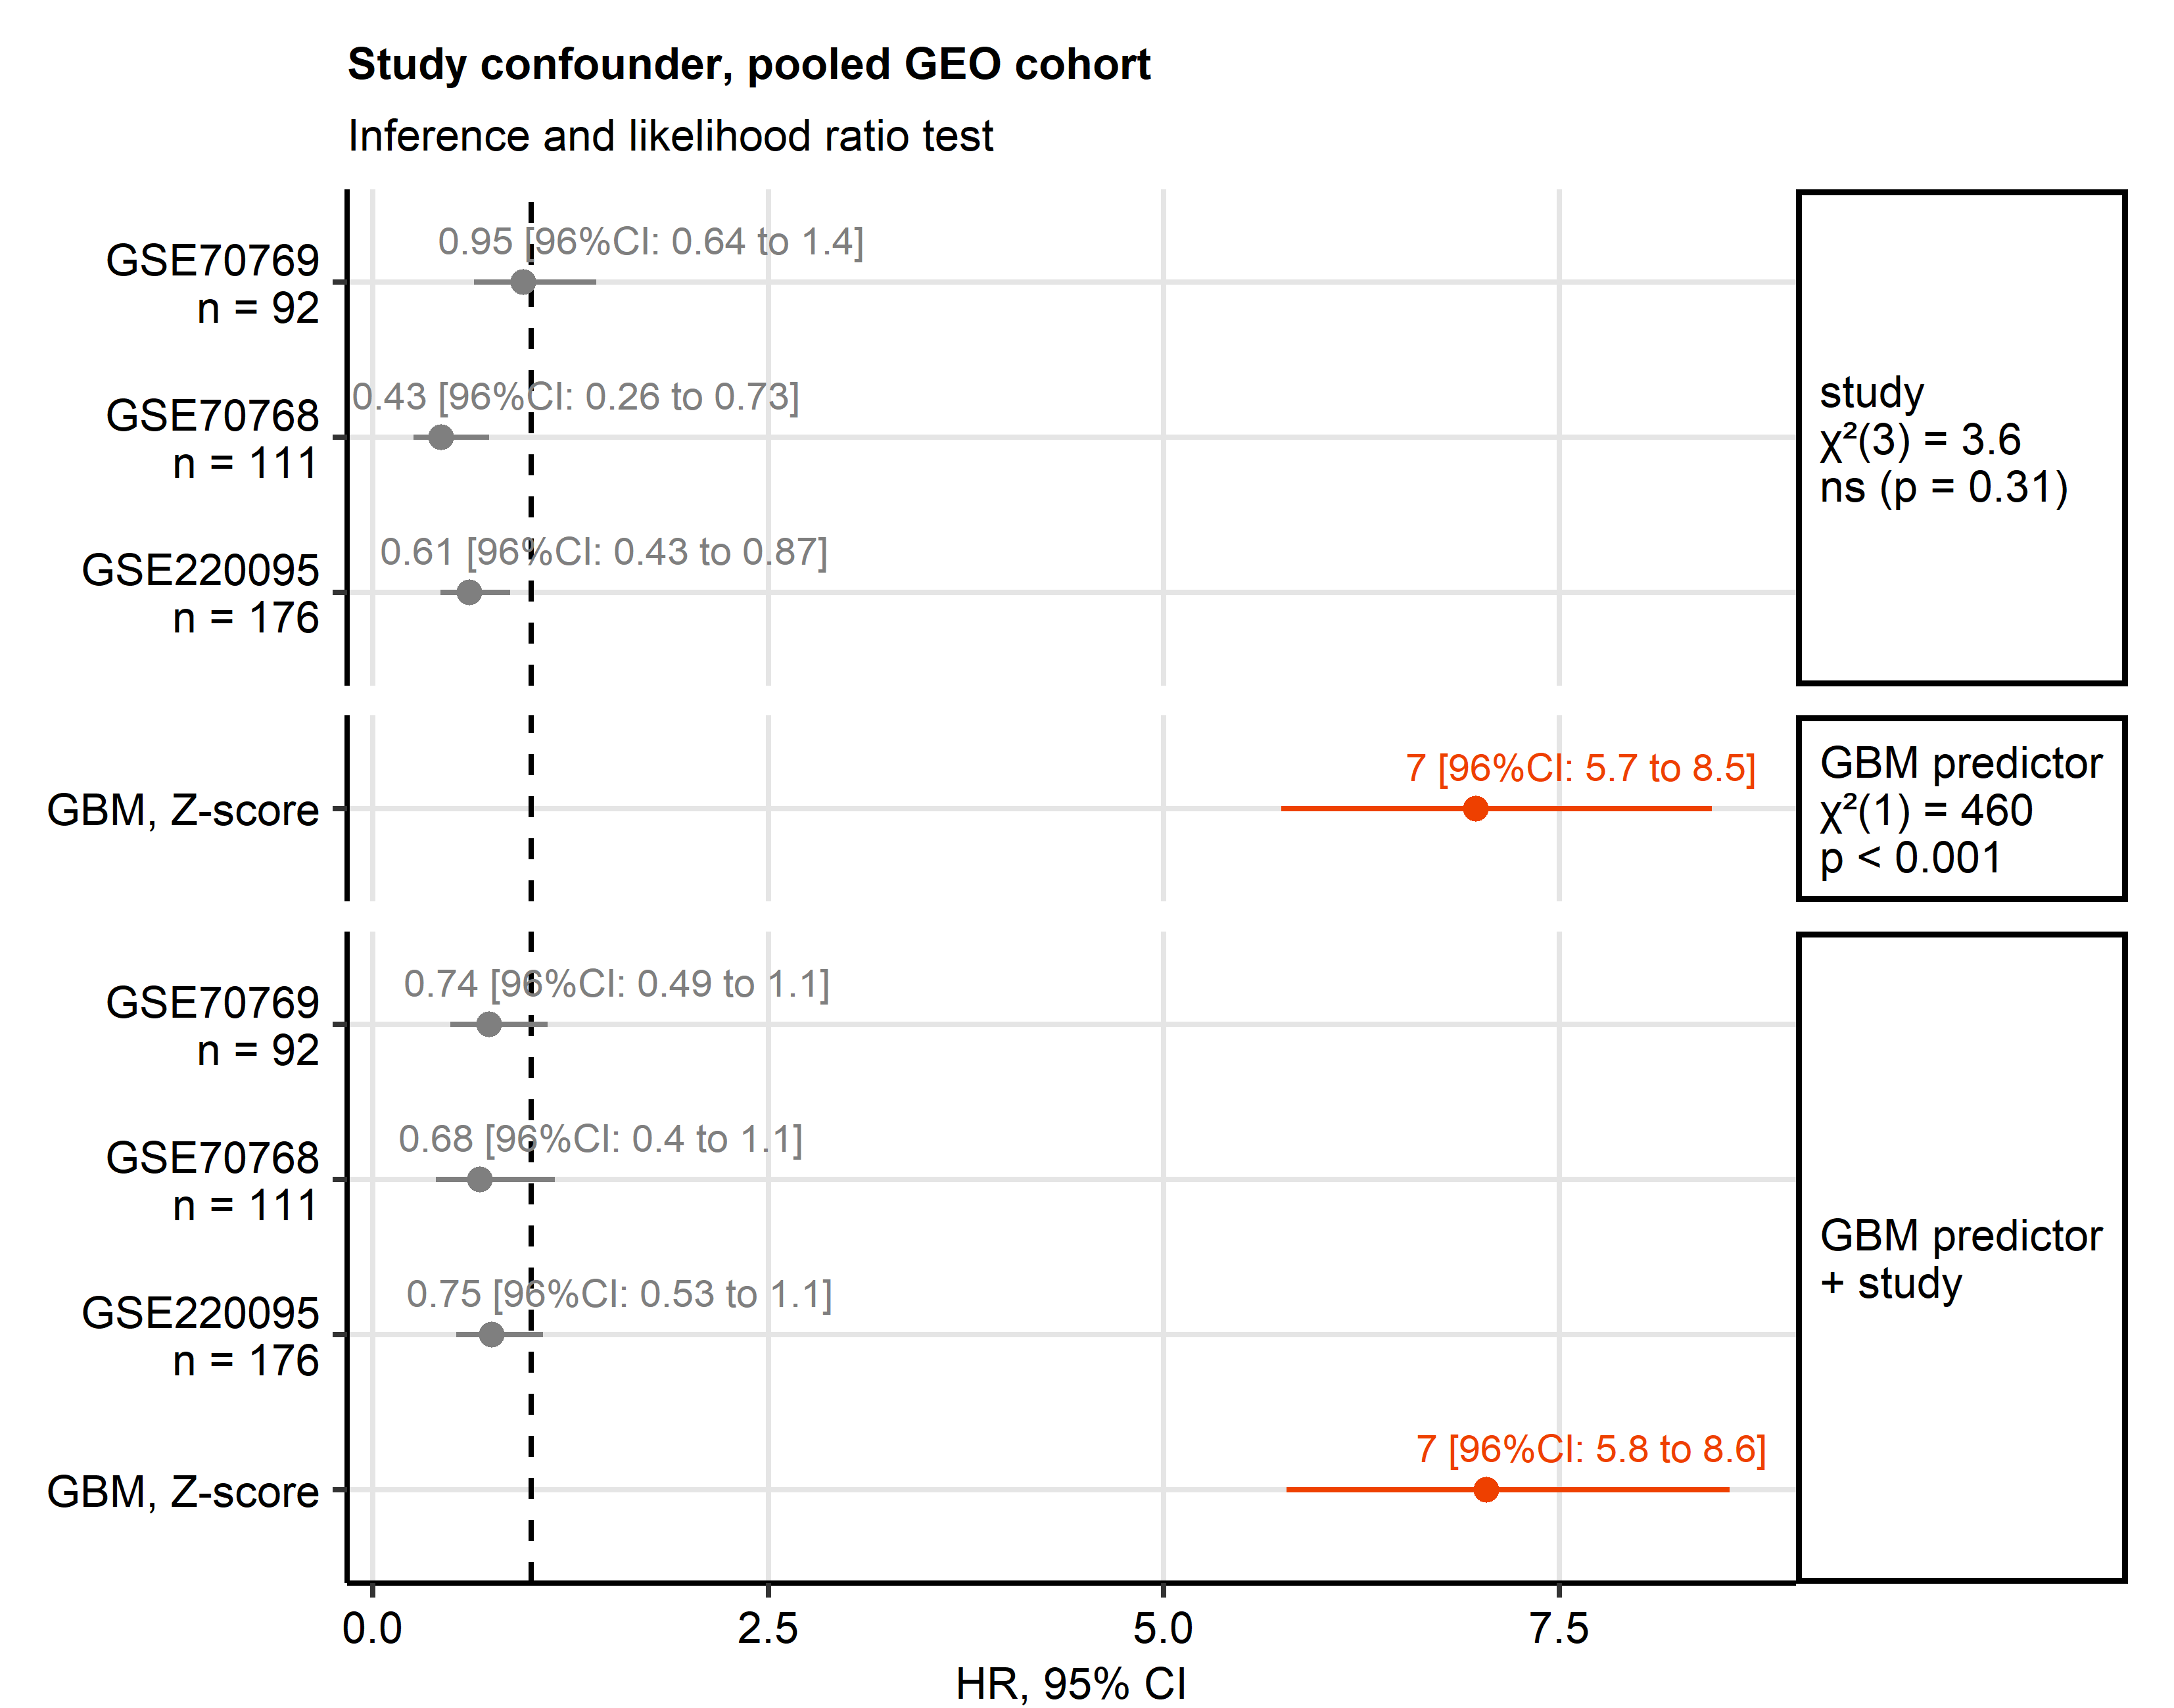 Study confounder, pooled GEO cohort
Inference and likelihood ratio test
GSE70769
n = 92
0.95 [96%CI: 0.64 to 1.4]
GSE70768
n = 111
0.43 [96%CI: 0.26 to 0.73]
GSE220095
n = 176
0.61 [96%CI: 0.43 to 0.87]
study
χ²(3) = 3.6
ns (p = 0.31)
GBM, Z-score
7 [96%CI: 5.7 to 8.5]
GBM predictor
χ²(1) = 460
p < 0.001
GSE70769
n = 92
0.74 [96%CI: 0.49 to 1.1]
GSE70768
n = 111
0.68 [96%CI: 0.4 to 1.1]
GSE220095
n = 176
0.75 [96%CI: 0.53 to 1.1]
GBM, Z-score
7 [96%CI: 5.8 to 8.6]
GBM predictor
+ study
0.0 2.5 5.0 7.5
HR, 95% CI